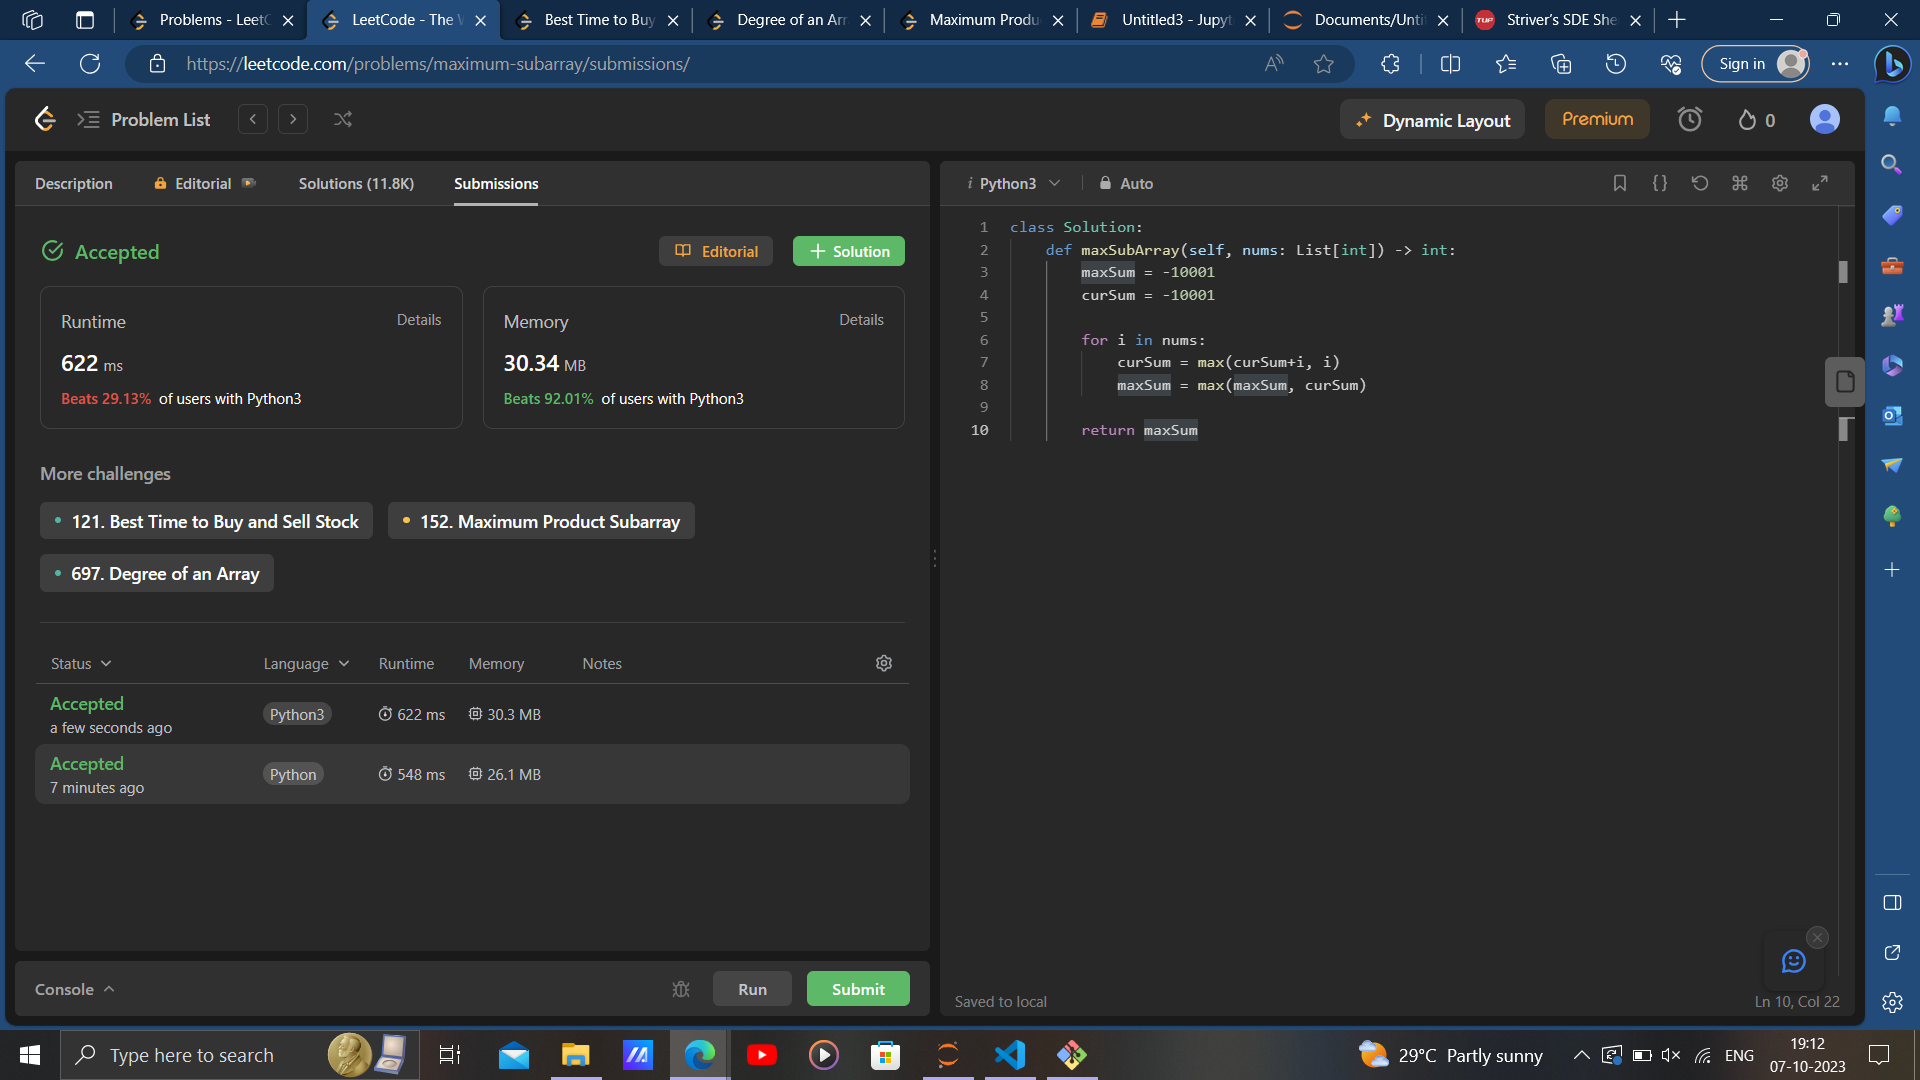 Problems - LeetC
LeetCode - The W
Best Time to Buy
Degree of an Arr
Maximum Produc
Untitled3 - Jupyt
Documents/Untit
TUF
Striver's SDE She
https://leetcode.com/problems/maximum-subarray/submissions/
Sign in
Problem List
Dynamic Layout
Premium
0
Description
Editorial
Solutions (11.8K)
Submissions
Accepted
Editorial
Solution
Runtime
Details
622 ms
Beats 29.13% of users with Python3
Memory
Details
30.34 MB
Beats 92.01% of users with Python3
More challenges
121. Best Time to Buy and Sell Stock
152. Maximum Product Subarray
697. Degree of an Array
Status
Language
Runtime
Memory
Notes
Accepted
a few seconds ago
Python3
622 ms
30.3 MB
Accepted
7 minutes ago
Python
548 ms
26.1 MB
Console
Run
Submit
i Python3
Auto
1 class Solution:
2 def maxSubArray(self, nums: List[int]) -> int:
3 maxSum = -10001
4 curSum = -10001
5
6 for i in nums:
7 curSum = max(curSum+i, i)
8 maxSum = max(maxSum, curSum)
9
10 return maxSum
Saved to local
Ln 10, Col 22
Type here to search
29°C Partly sunny
ENG
19:12
07-10-2023